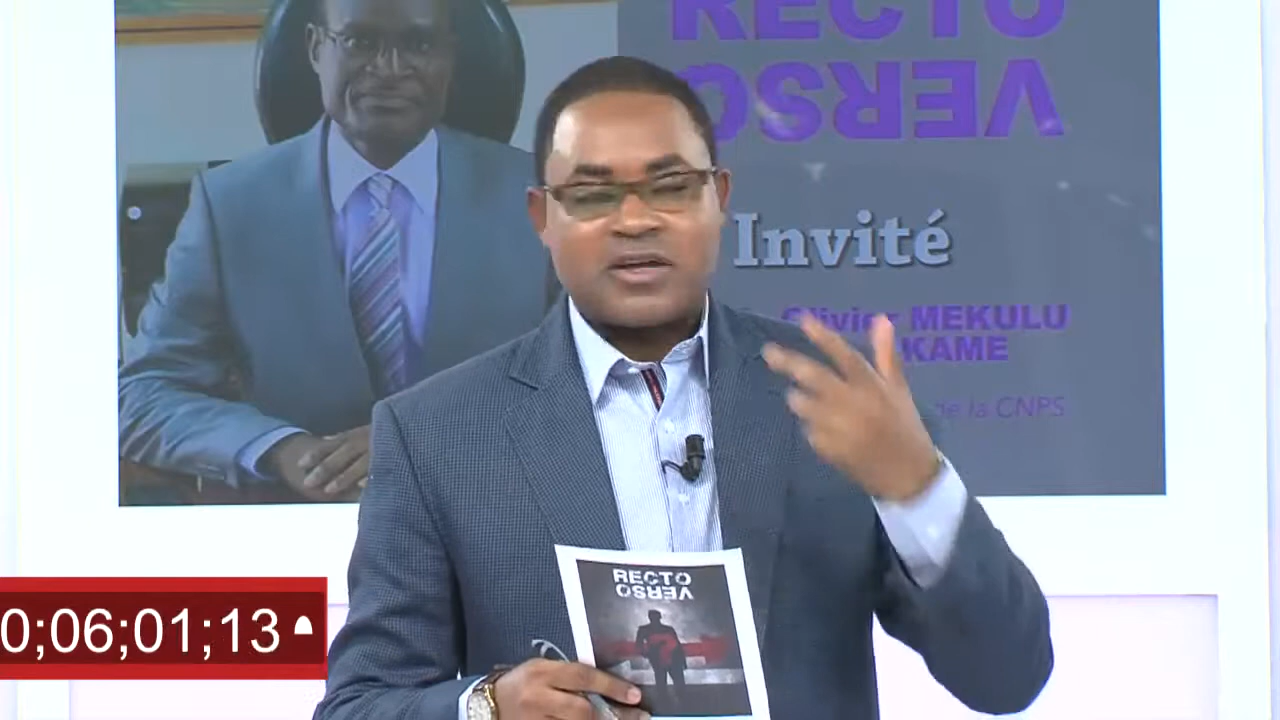 RECTO
VERSO
Invité
Olivier MEKULU
KAME
de la CNPS
0;06;01;13
RECTO
VERSO